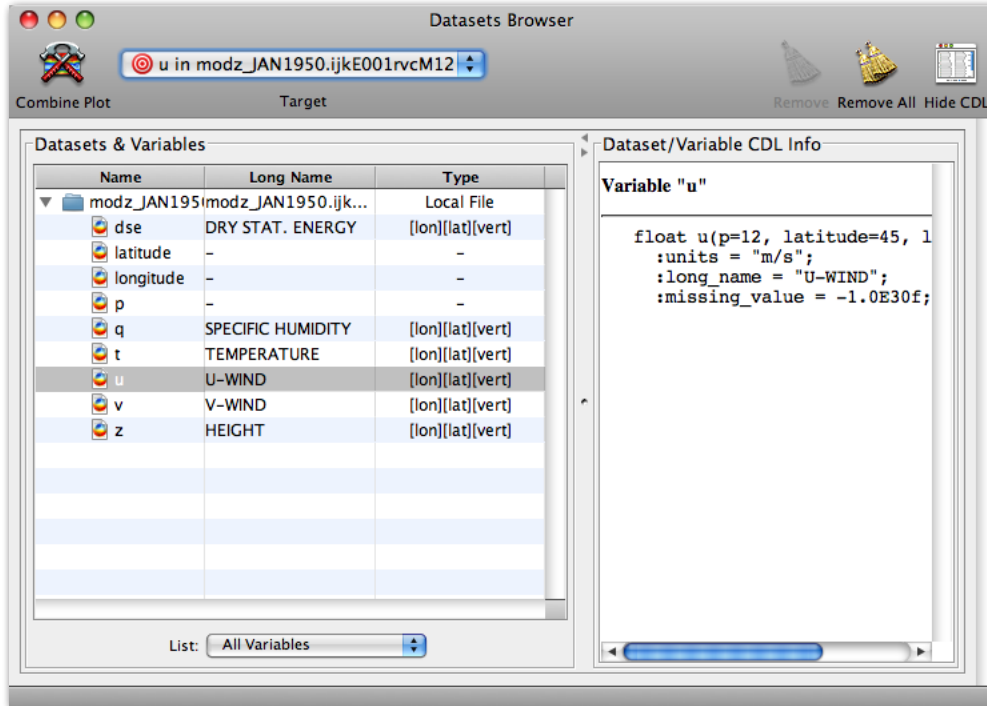 Datasets Browser
u in modz_JAN1950.ijkE001rvcM12
Combine Plot Target Remove Remove All Hide CDL
Datasets & Variables
Name Long Name Type
modz_JAN195 modz_JAN1950.ijk... Local File
dse DRY STAT. ENERGY [lon][lat][vert]
latitude – –
longitude – –
p – –
q SPECIFIC HUMIDITY [lon][lat][vert]
t TEMPERATURE [lon][lat][vert]
u U-WIND [lon][lat][vert]
v V-WIND [lon][lat][vert]
z HEIGHT [lon][lat][vert]
List: All Variables
Dataset/Variable CDL Info
Variable "u"
float u(p=12, latitude=45, l
:units = "m/s";
:long_name = "U-WIND";
:missing_value = -1.0E30f;